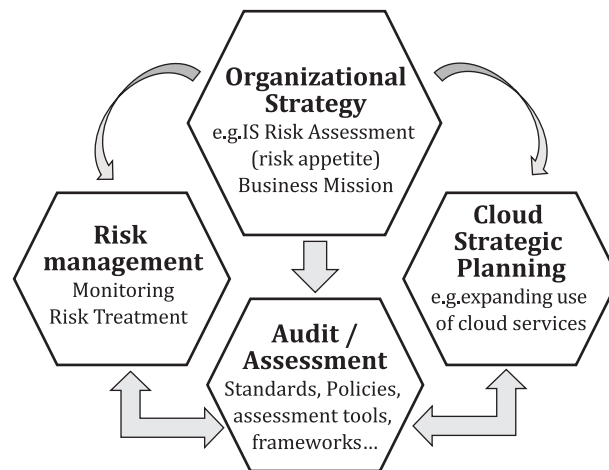 Organizational
Strategy
e.g.IS Risk Assessment
(risk appetite)
Business Mission
Risk
management
Monitoring
Risk Treatment
Cloud
Strategic
Planning
e.g.expanding use
of cloud services
Audit /
Assessment
Standards, Policies,
assessment tools,
frameworks...